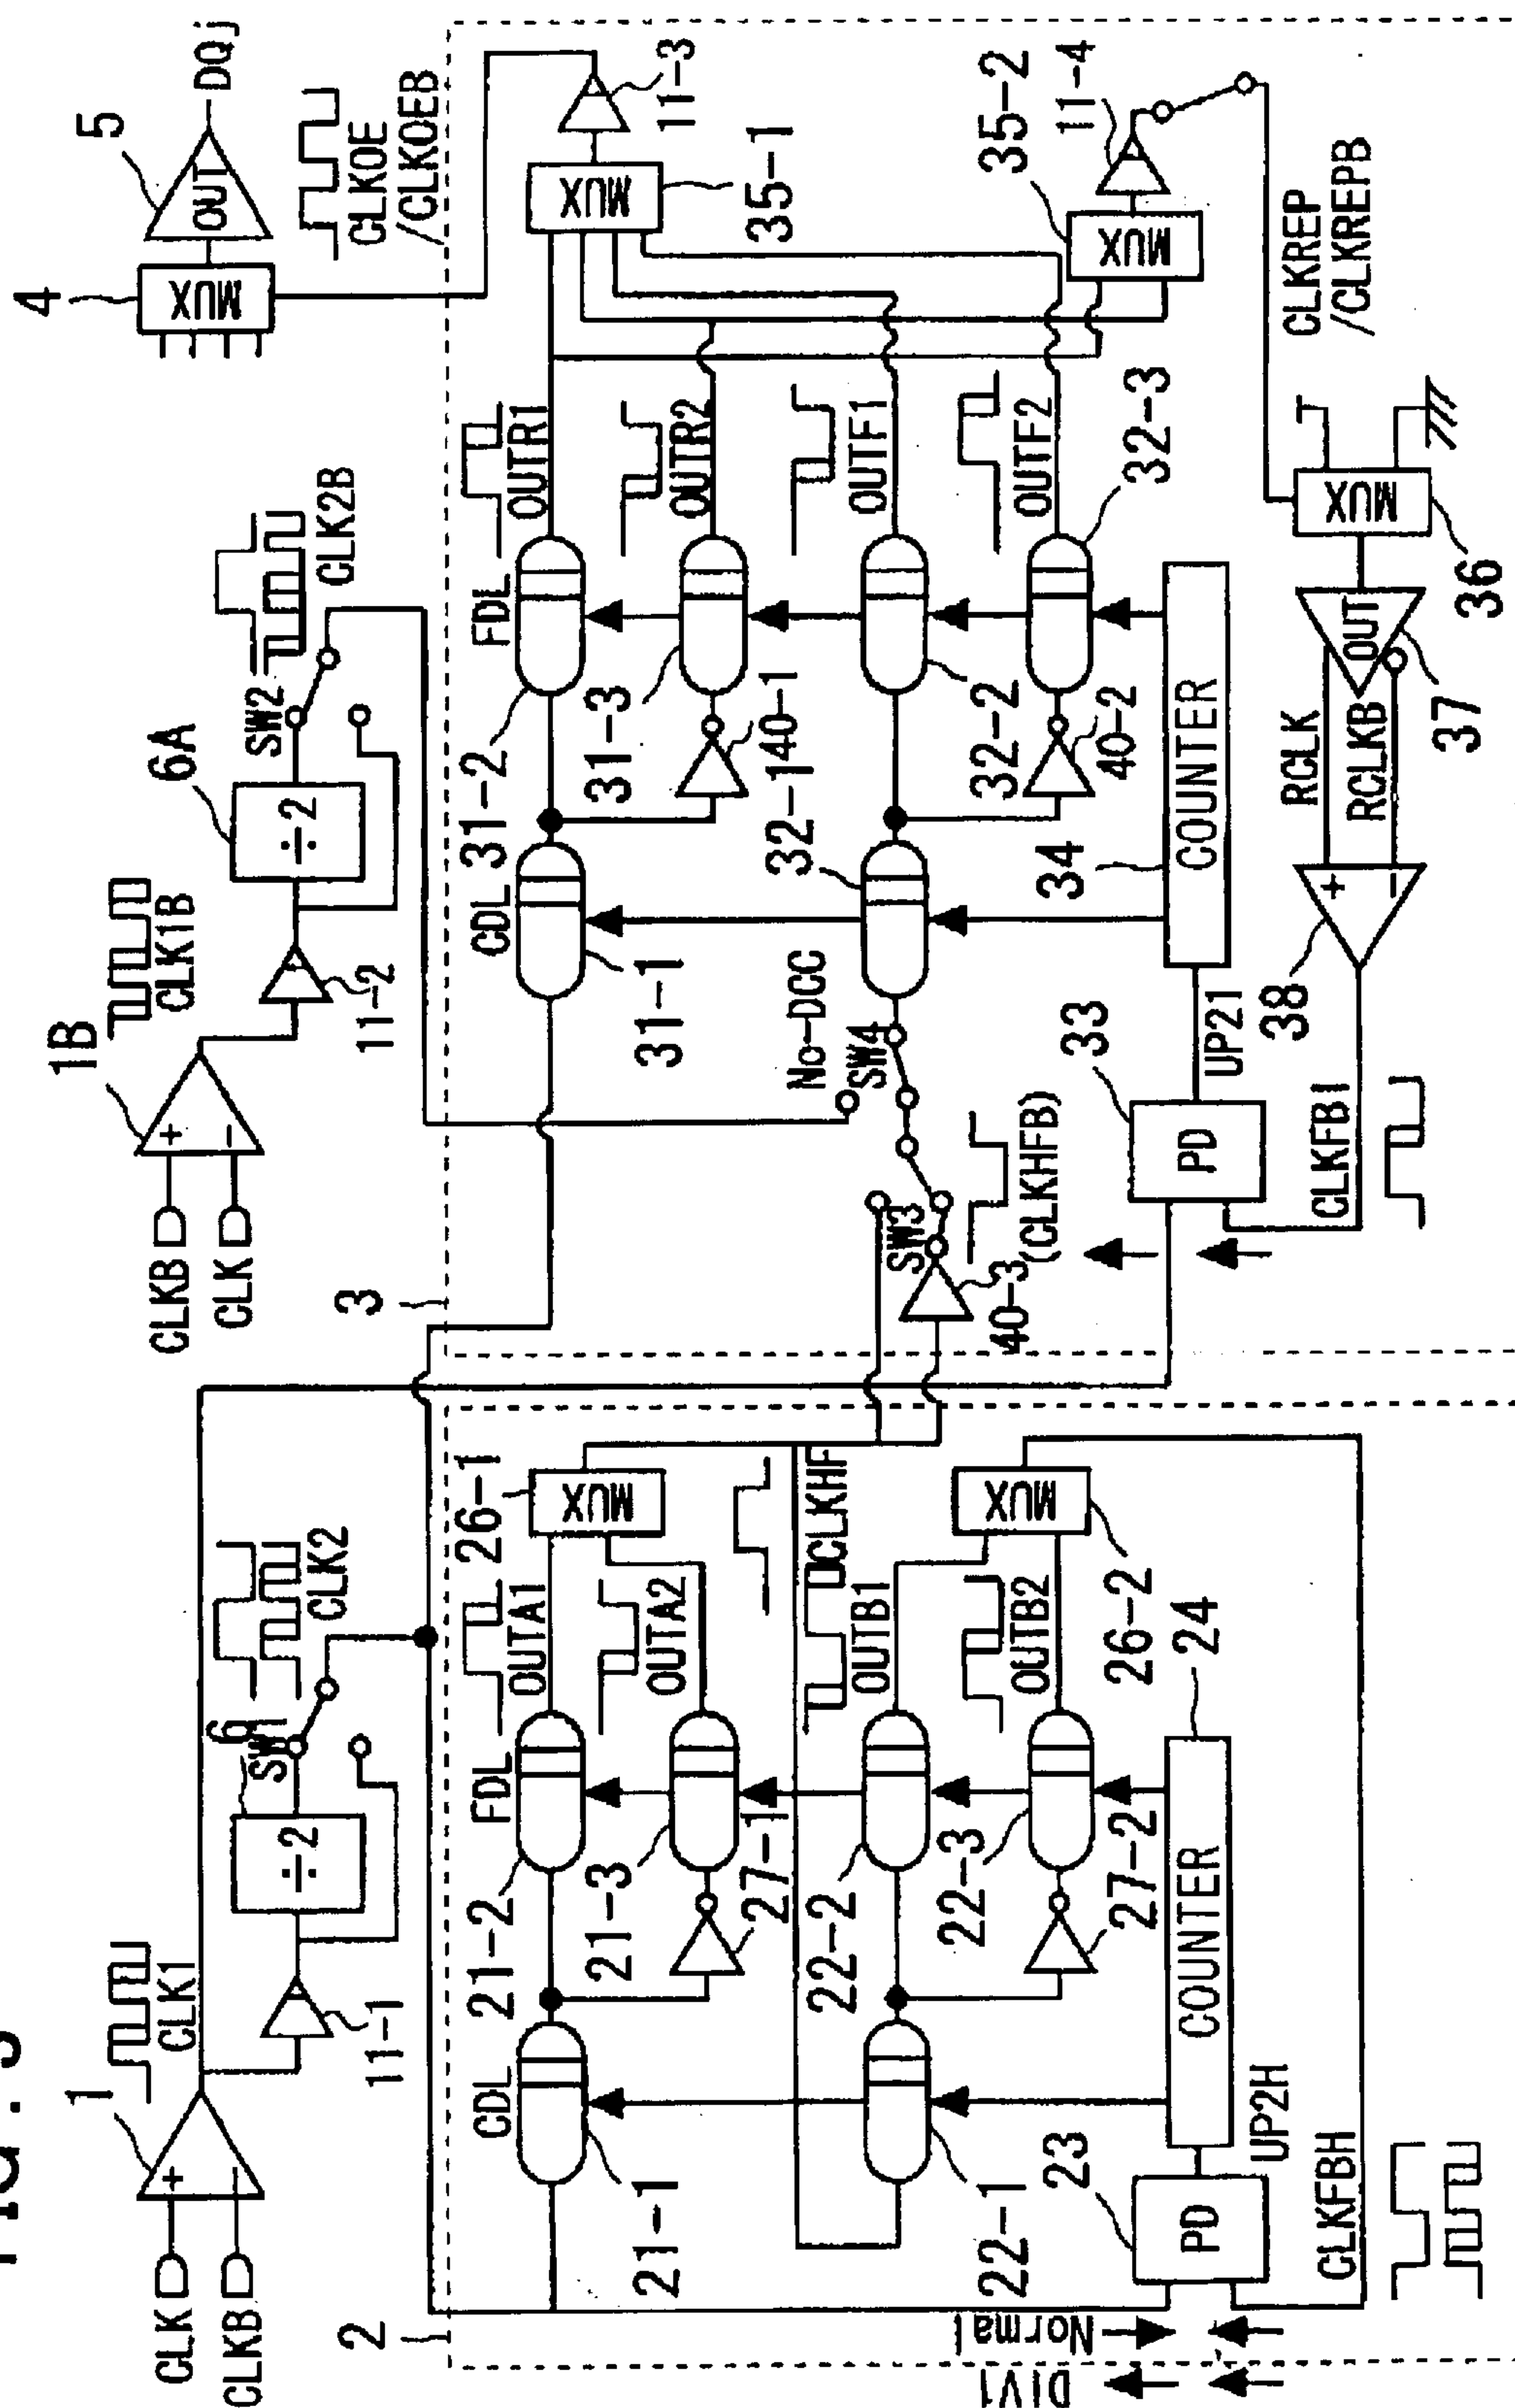 FIG. 5
CLK
CLKB
1
+
−
CLK1
11-1
÷2
6
SW1
CLK2
CLKB
CLK
1B
+
−
CLK1B
11-2
÷2
6A
SW2
CLK2B
4
MUX
5
OUT
DQj
CLKOE
/CLKOEB
2
CDL
21-1
FDL
21-2
OUTA1
26-1
MUX
21-3
27-1
OUTA2
CLKHF
22-1
22-2
OUTB1
22-3
27-2
OUTB2
MUX
26-2
COUNTER
24
23
PD
UP2H
CLKFBH
Normal
DIV1
3
CDL
31-1
FDL
31-2
OUTR1
31-3
40-1
OUTR2
MUX
35-1
11-3
SW3
40-3
(CLKHFB)
No-DCC
SW4
32-1
32-2
OUTF1
40-2
32-3
OUTF2
MUX
35-2
11-4
COUNTER
34
33
PD
UP21
CLKFB1
38
+
−
RCLK
RCLKB
OUT
37
MUX
36
CLKREP
/CLKREPB